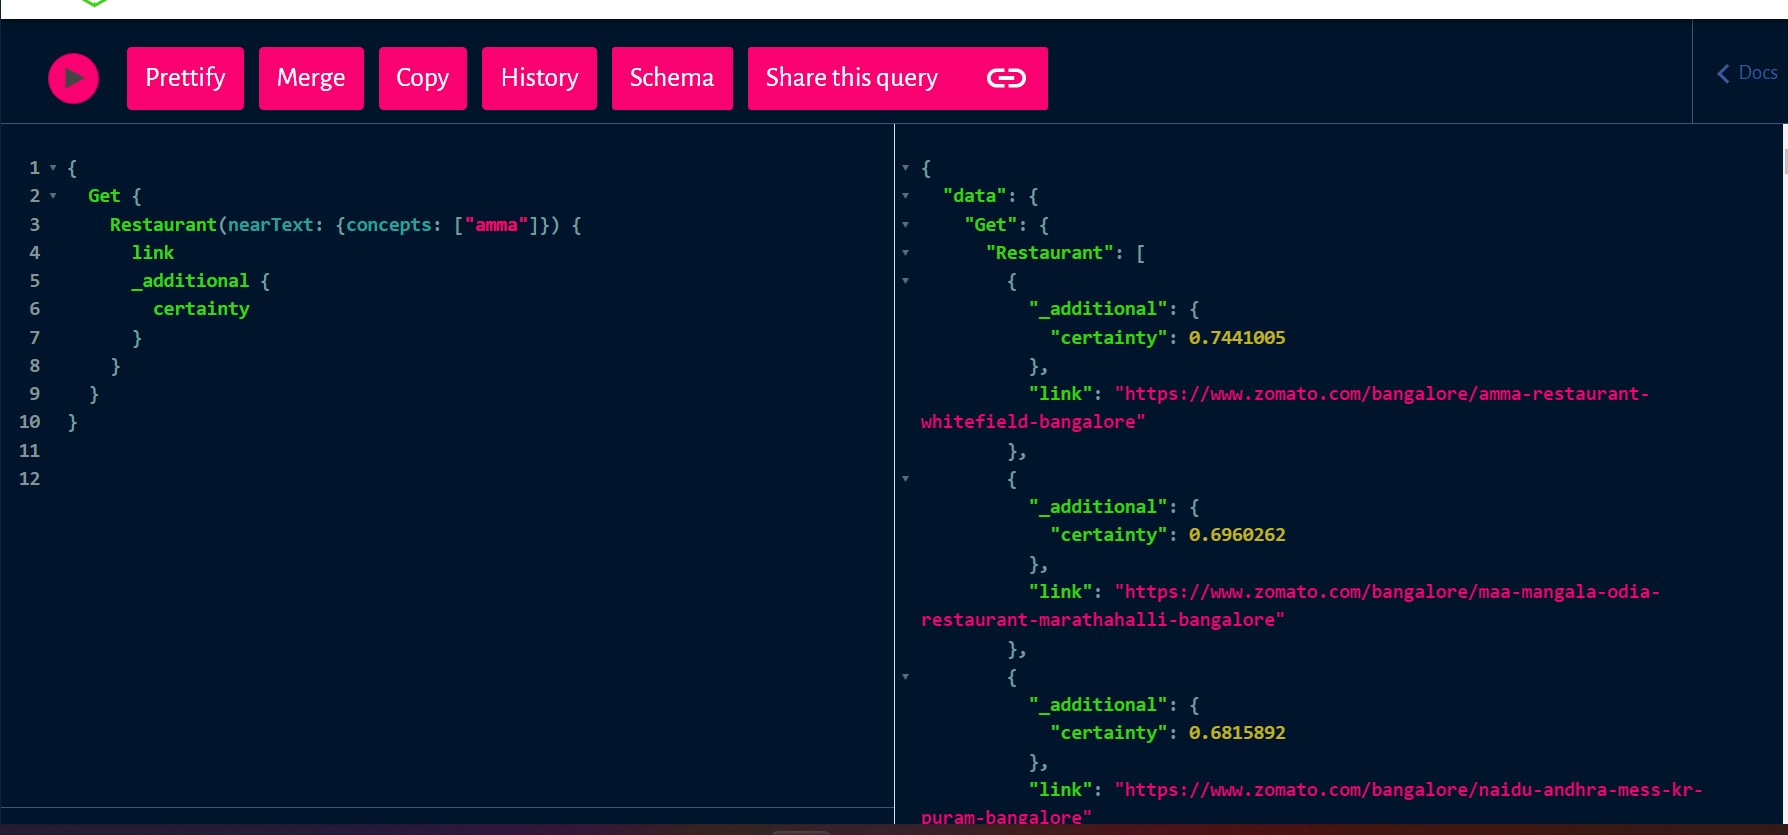 Prettify Merge Copy History Schema Share this query Docs
1 {
2 Get {
3 Restaurant(nearText: {concepts: ["amma"]}) {
4 link
5 _additional {
6 certainty
7 }
8 }
9 }
10 }
11
12
{
"data": {
"Get": {
"Restaurant": [
{
"_additional": {
"certainty": 0.7441005
},
"link": "https://www.zomato.com/bangalore/amma-restaurant-
whitefield-bangalore"
},
{
"_additional": {
"certainty": 0.6960262
},
"link": "https://www.zomato.com/bangalore/maa-mangala-odia-
restaurant-marathahalli-bangalore"
},
{
"_additional": {
"certainty": 0.6815892
},
"link": "https://www.zomato.com/bangalore/naidu-andhra-mess-kr-
puram-bangalore"